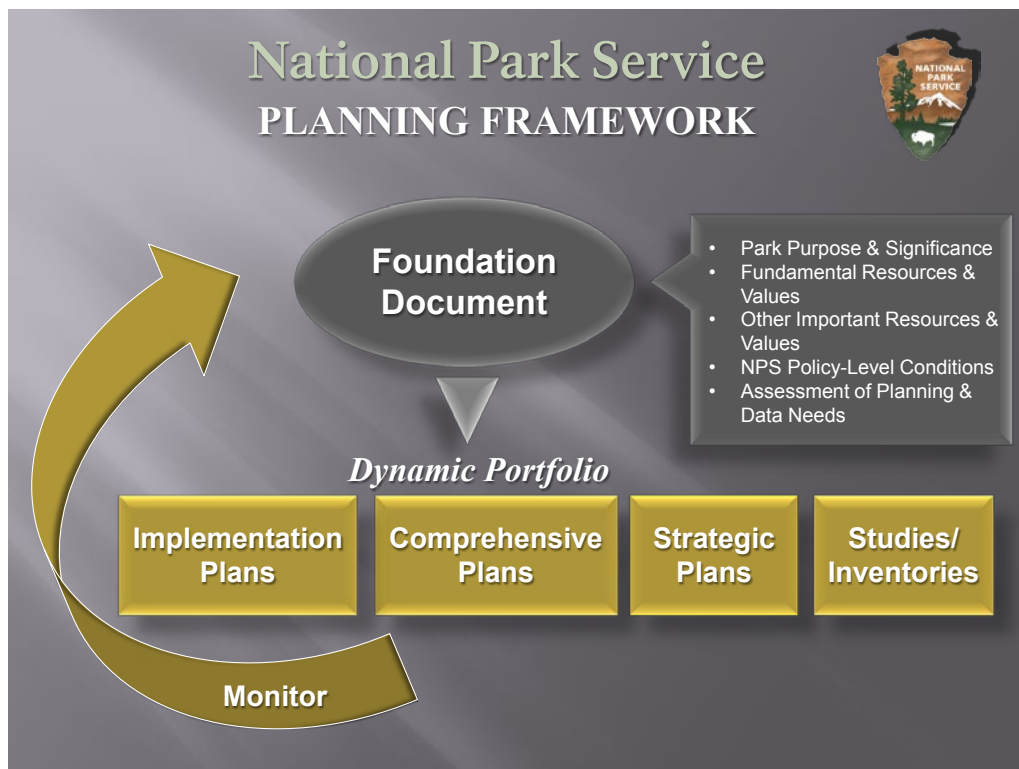 National Park Service
PLANNING FRAMEWORK
NATIONAL
PARK
SERVICE
Foundation
Document
• Park Purpose & Significance
• Fundamental Resources &
Values
• Other Important Resources &
Values
• NPS Policy-Level Conditions
• Assessment of Planning &
Data Needs
Dynamic Portfolio
Implementation
Plans
Comprehensive
Plans
Strategic
Plans
Studies/
Inventories
Monitor